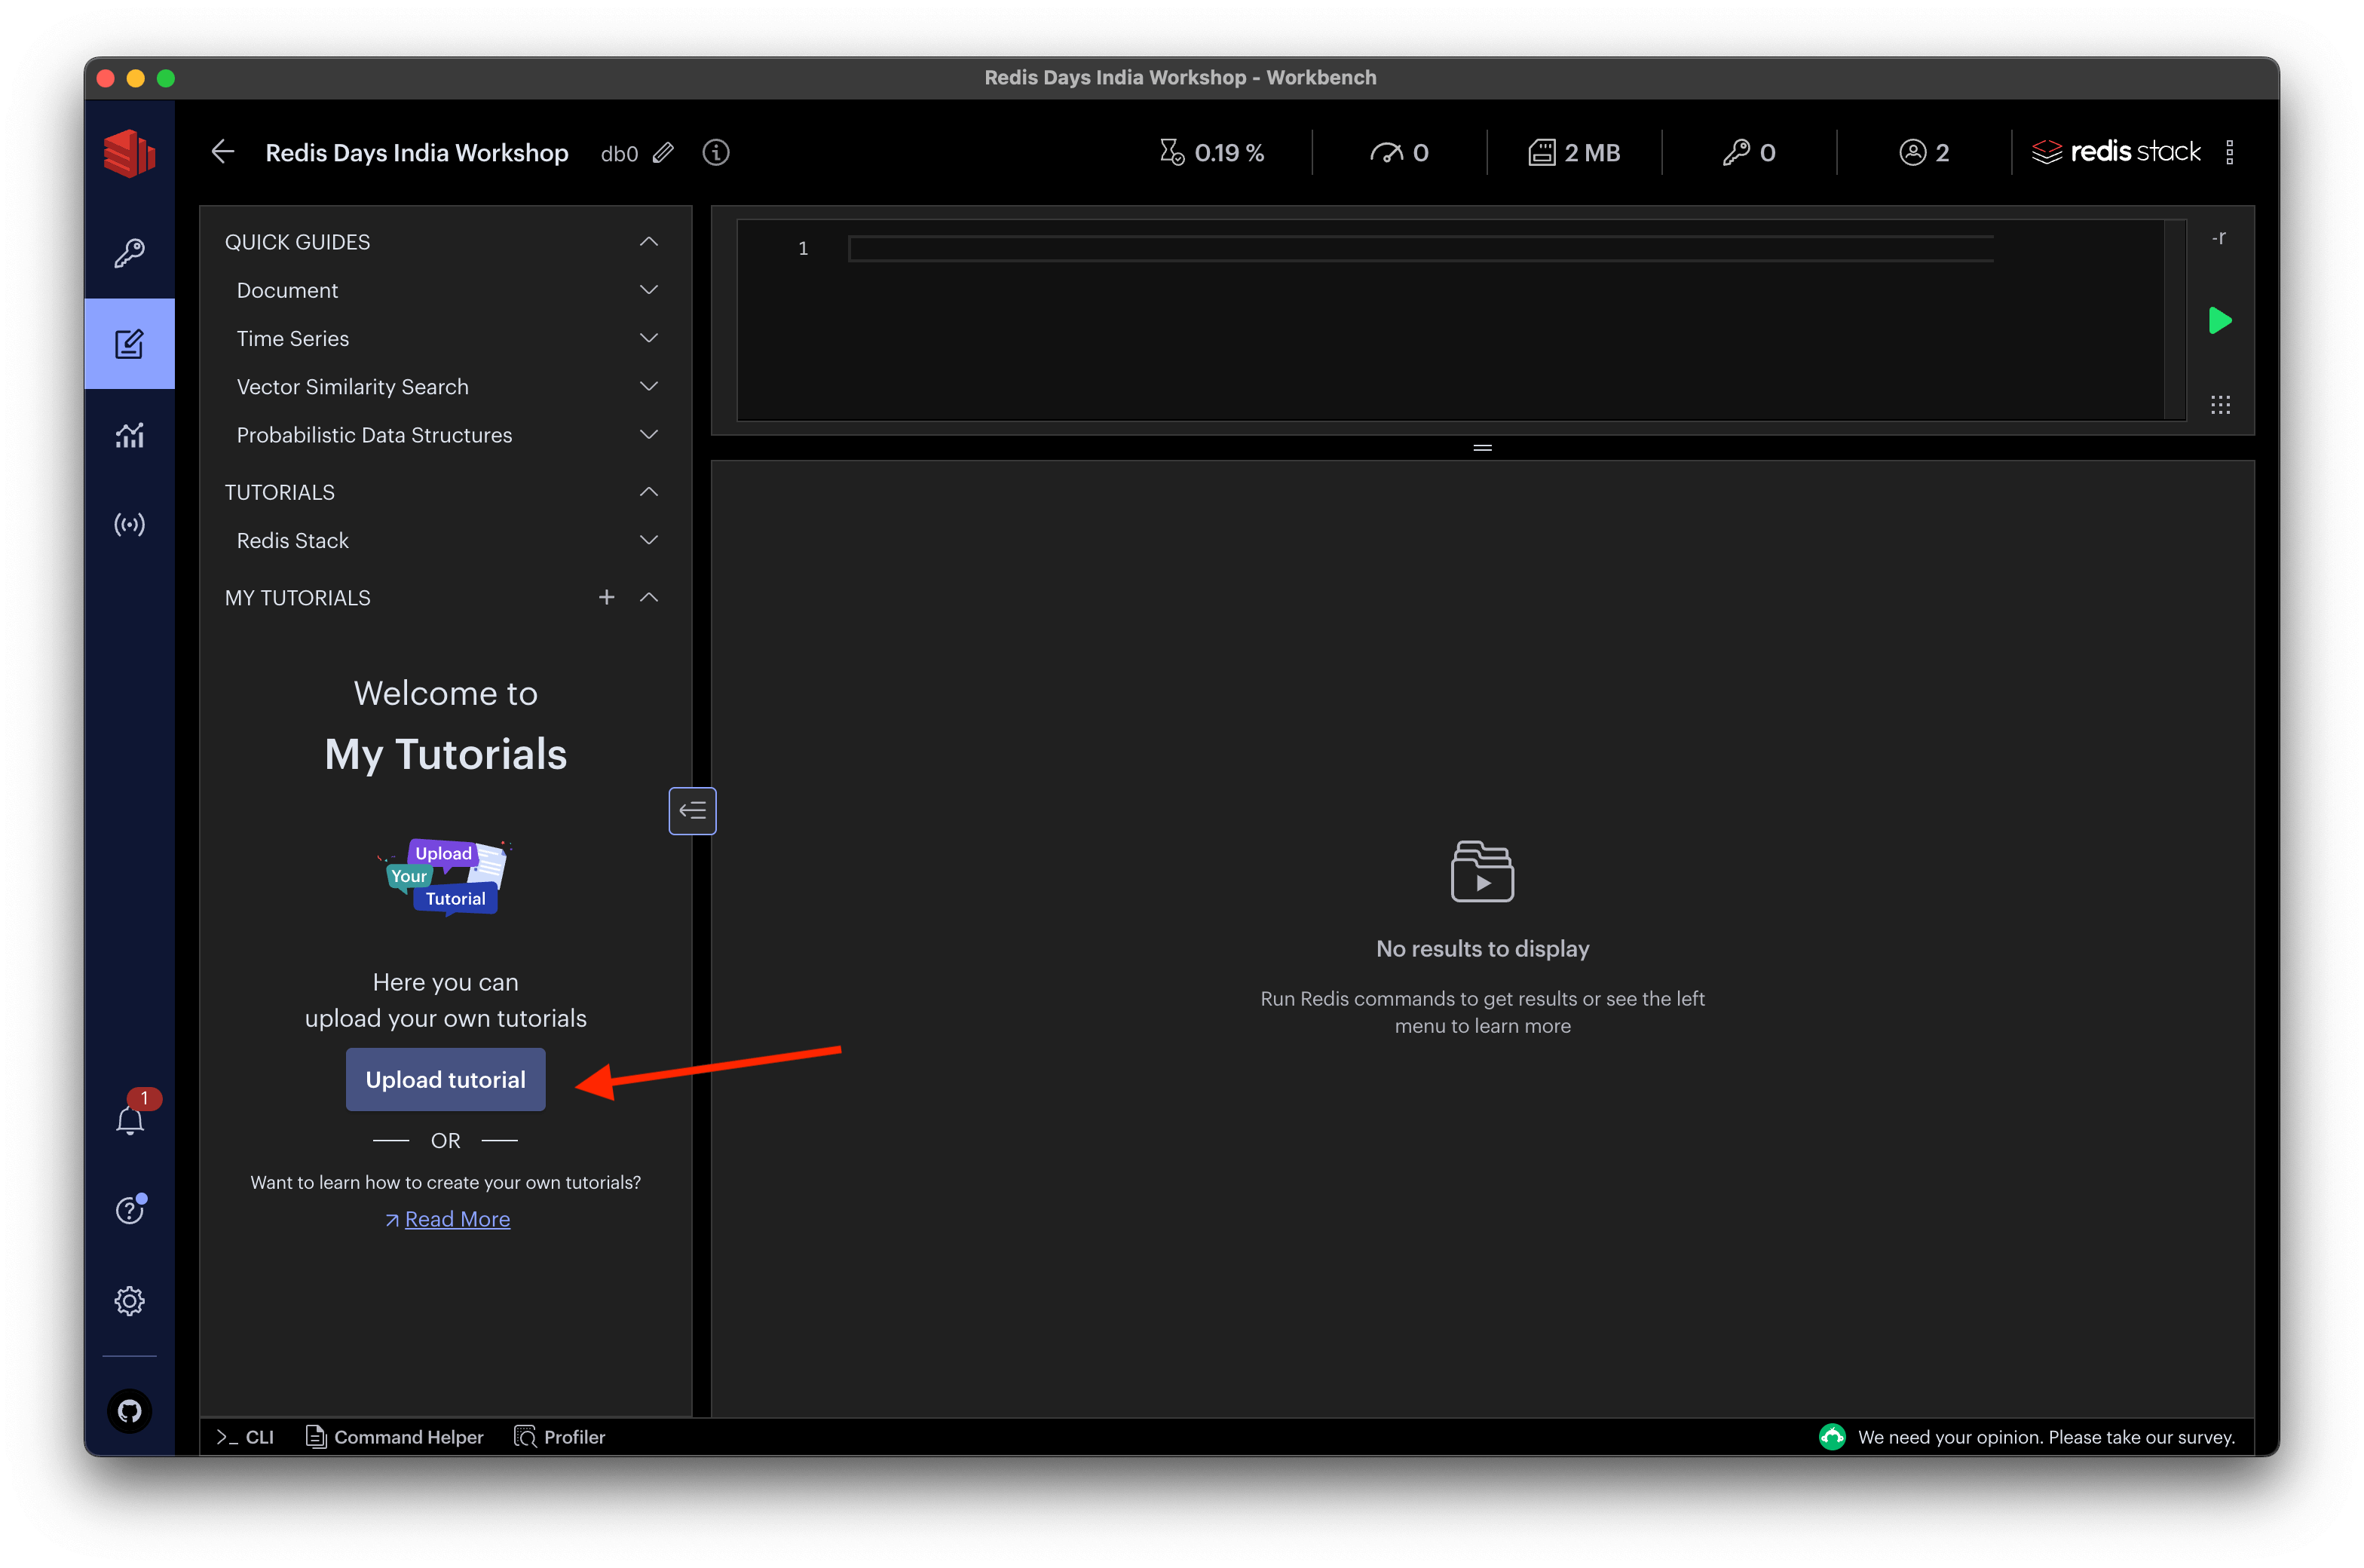 Redis Days India Workshop - Workbench
Redis Days India Workshop db0 0.19 % 0 2 MB 0 2 redis stack
QUICK GUIDES
Document
Time Series
Vector Similarity Search
Probabilistic Data Structures
TUTORIALS
Redis Stack
MY TUTORIALS +
Welcome to
My Tutorials
Upload
Your
Tutorial
Here you can
upload your own tutorials
Upload tutorial
OR
Want to learn how to create your own tutorials?
Read More
1
-r
No results to display
Run Redis commands to get results or see the left
menu to learn more
1
>_ CLI Command Helper Profiler
We need your opinion. Please take our survey.